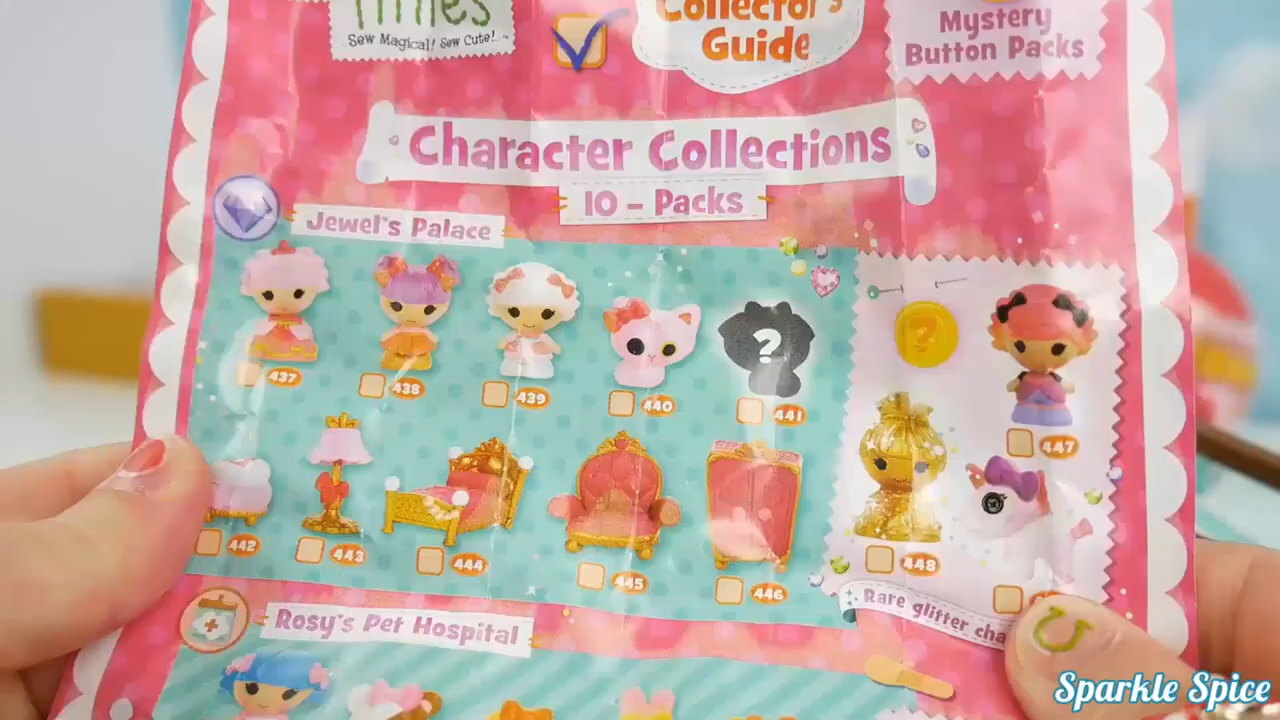 Tinies
Sew Magical! Sew Cute!
Collector's
Guide
Mystery
Button Packs
Character Collections
10 - Packs
Jewel's Palace
?
?
437
438
439
440
441
447
442
443
444
445
446
448
Rare glitter cha
Rosy's Pet Hospital
Sparkle Spice